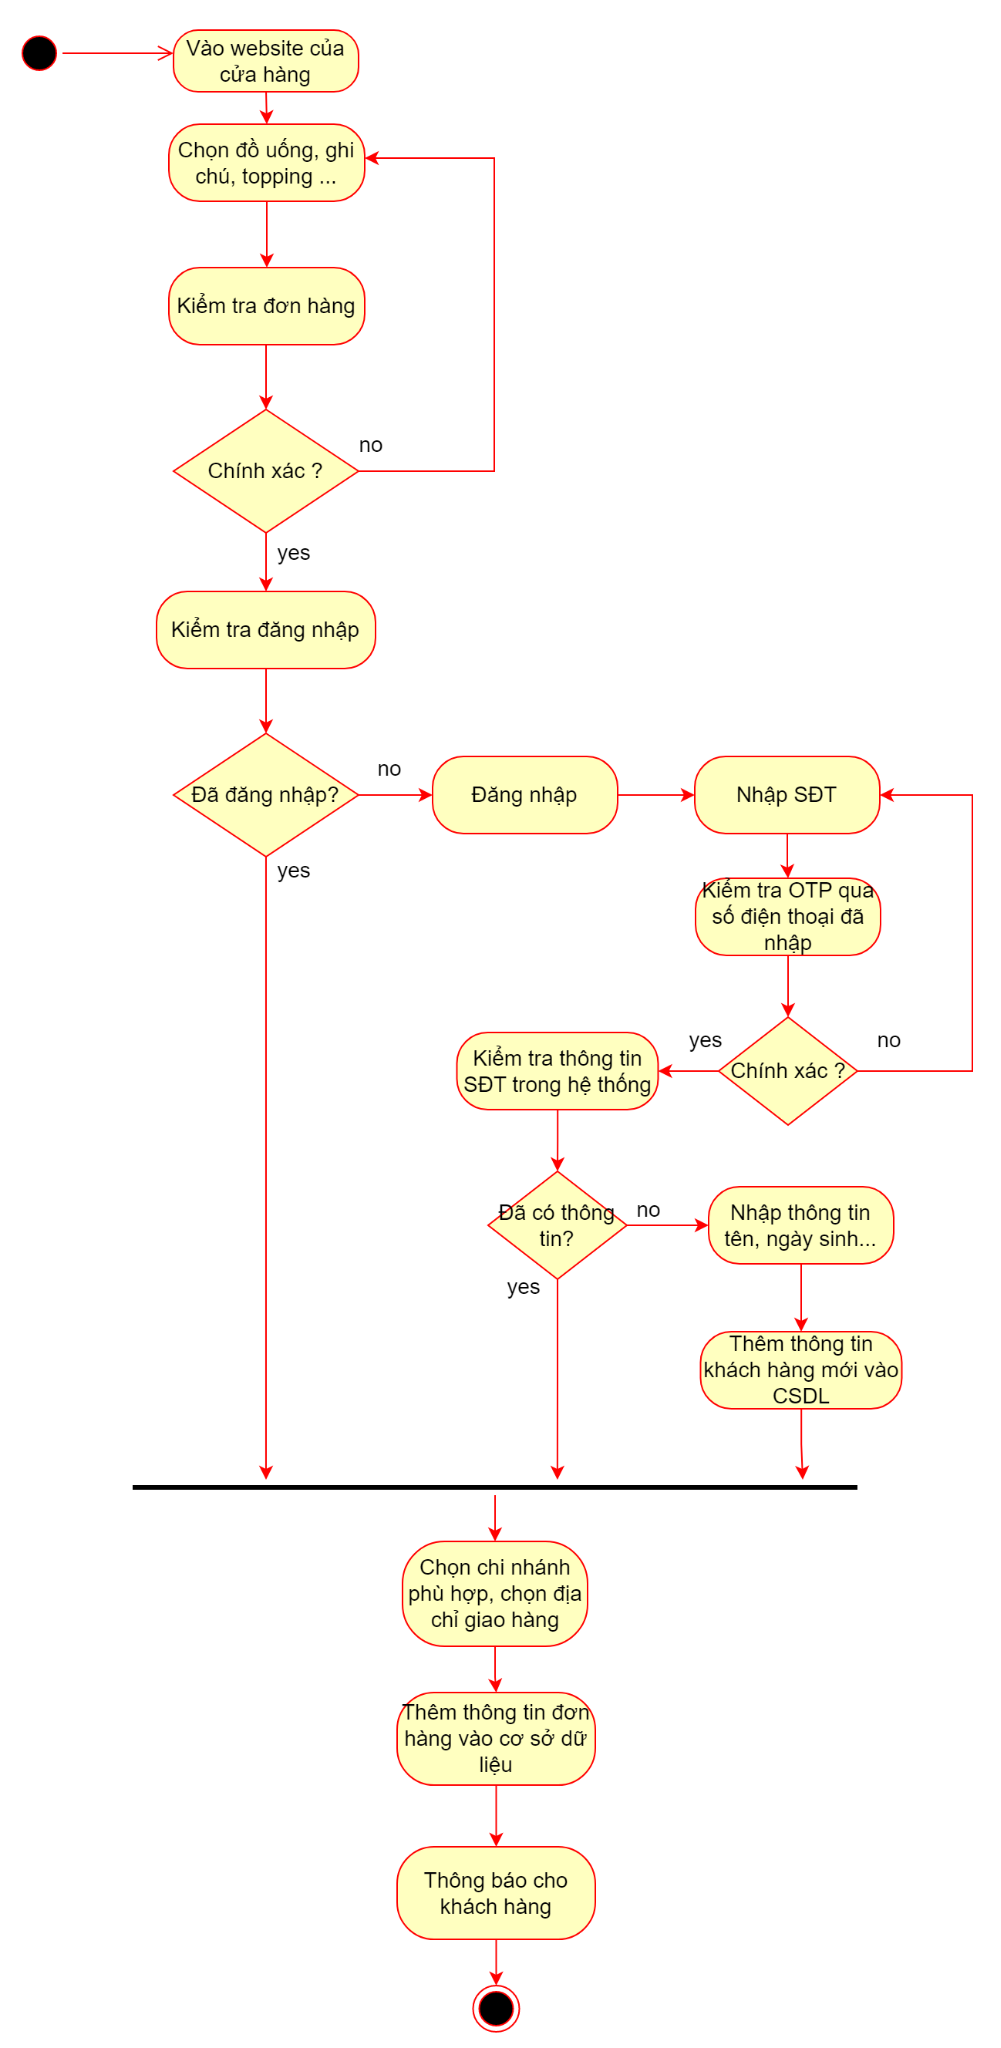 Vào website của
cửa hàng
Chọn đồ uống, ghi
chú, topping ...
Kiểm tra đơn hàng
Chính xác ?
no
yes
Kiểm tra đăng nhập
Đã đăng nhập?
no
yes
Đăng nhập
Nhập SĐT
Kiểm tra OTP qua
số điện thoại đã
nhập
Chính xác ?
yes
no
Kiểm tra thông tin
SĐT trong hệ thống
Đã có thông
tin?
no
yes
Nhập thông tin
tên, ngày sinh...
Thêm thông tin
khách hàng mới vào
CSDL
Chọn chi nhánh
phù hợp, chọn địa
chỉ giao hàng
Thêm thông tin đơn
hàng vào cơ sở dữ
liệu
Thông báo cho
khách hàng